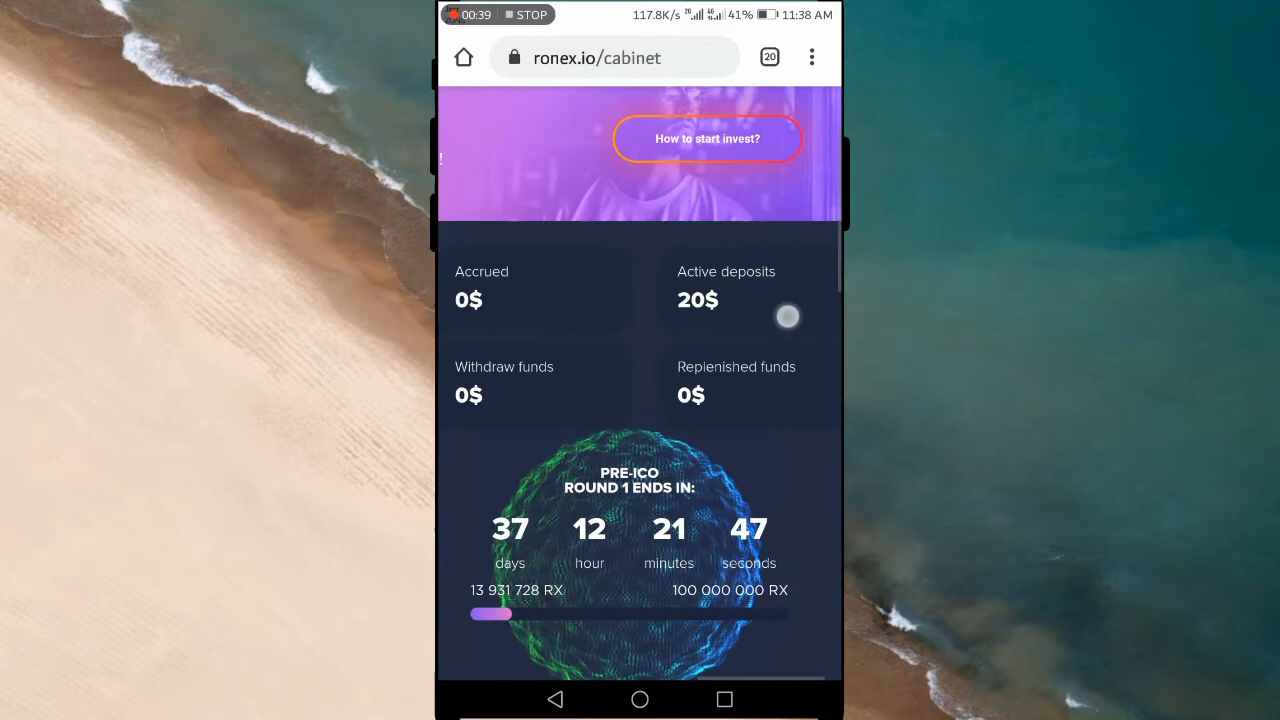 00:39 STOP 117.8K/s 2G 4G 41% 11:38 AM
ronex.io/cabinet 20
How to start invest?
!
Accrued Active deposits
0$ 20$
Withdraw funds Replenished funds
0$ 0$
PRE-ICO
ROUND 1 ENDS IN:
37 12 21 47
days hour minutes seconds
13 931 728 RX 100 000 000 RX